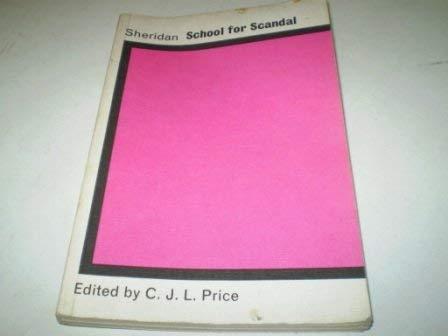 Sheridan School for Scandal
Edited by C. J. L. Price